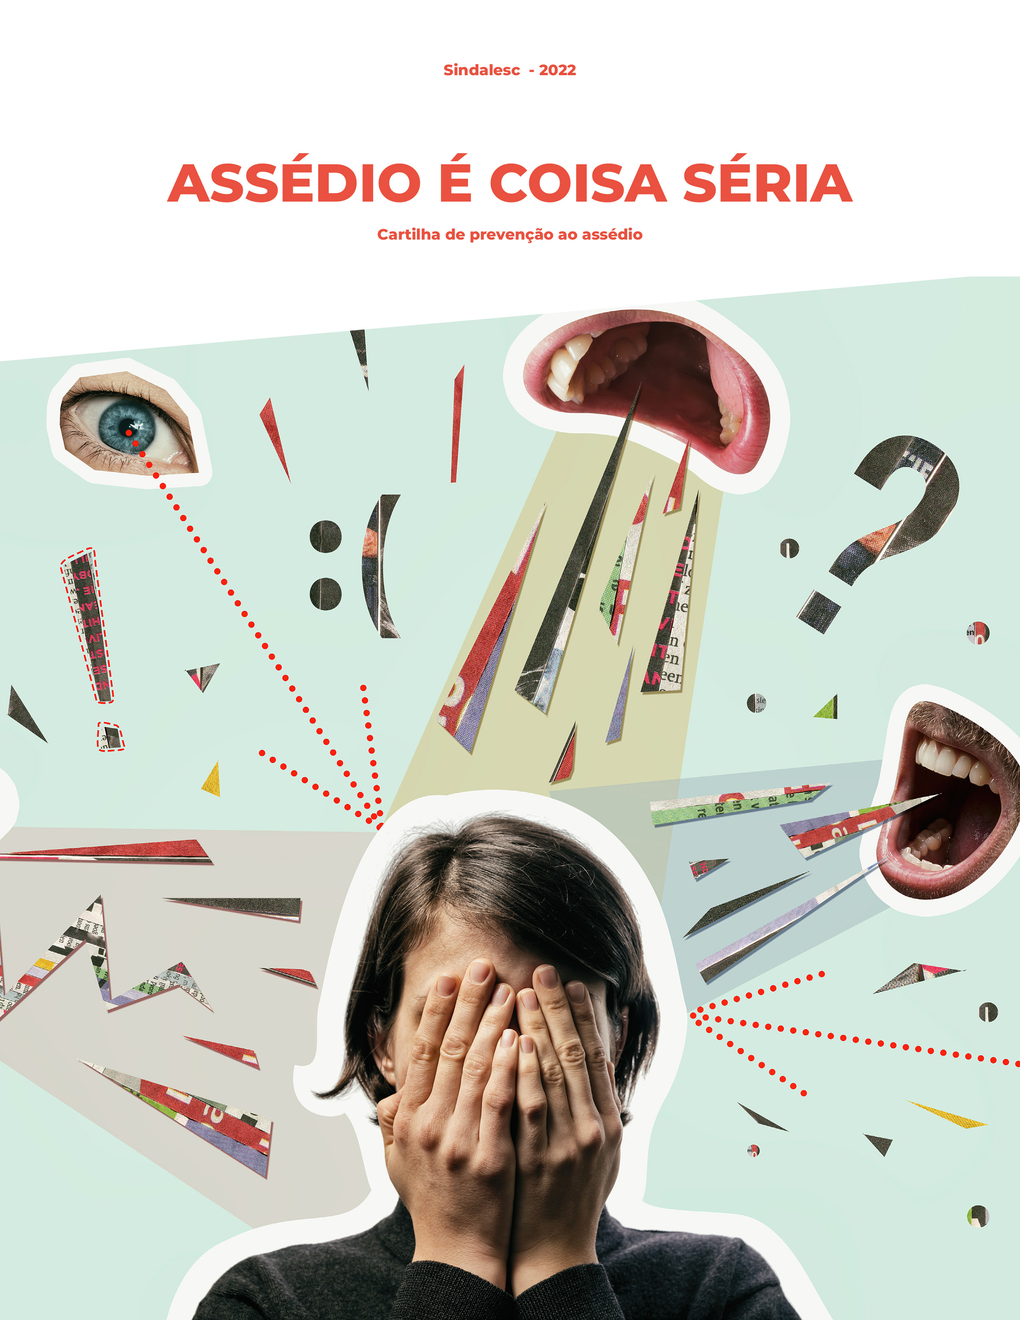 Sindalesc - 2022
ASSÉDIO É COISA SÉRIA
Cartilha de prevenção ao assédio
:(
?
!